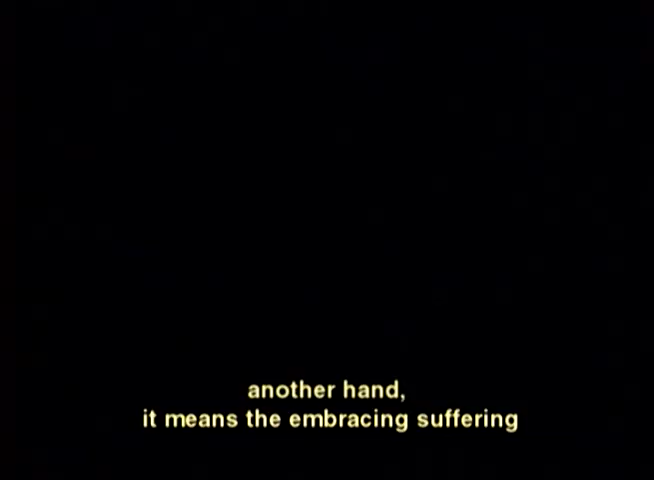 another hand,
it means the embracing suffering